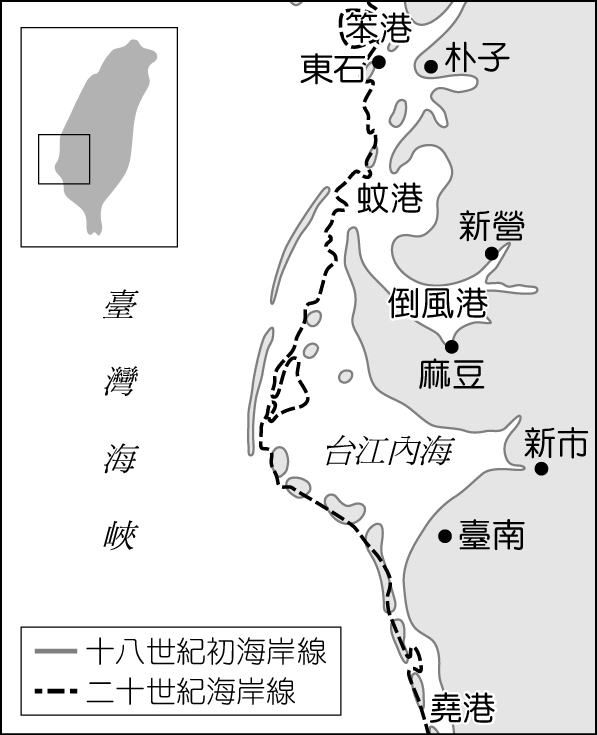 笨港
東石
朴子
蚊港
新營
倒風港
麻豆
臺灣海峽
台江內海
新市
臺南
十八世紀初海岸線
二十世紀海岸線
堯港